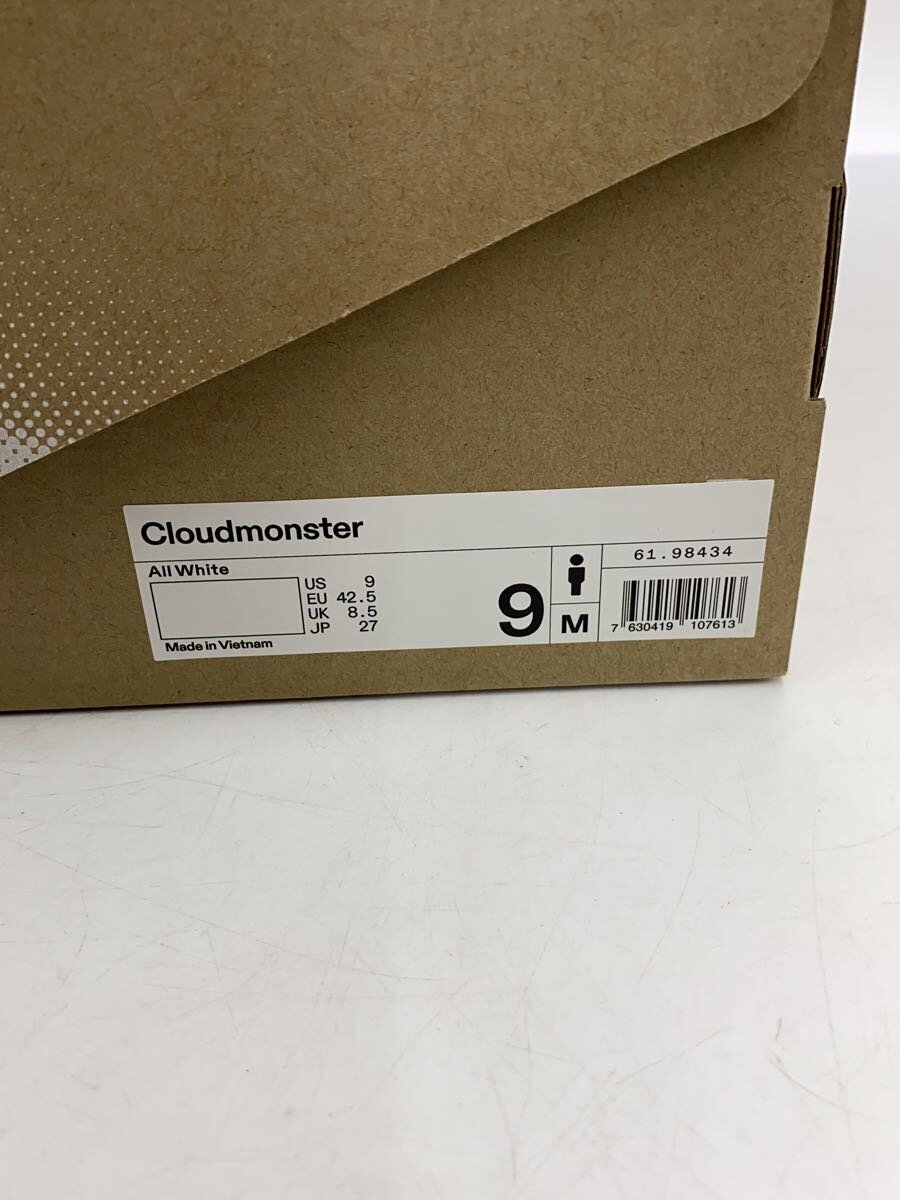 Cloudmonster
All White
US 9
EU 42.5
UK 8.5
JP 27
Made in Vietnam
9
M
61.98434
7 630419 107613